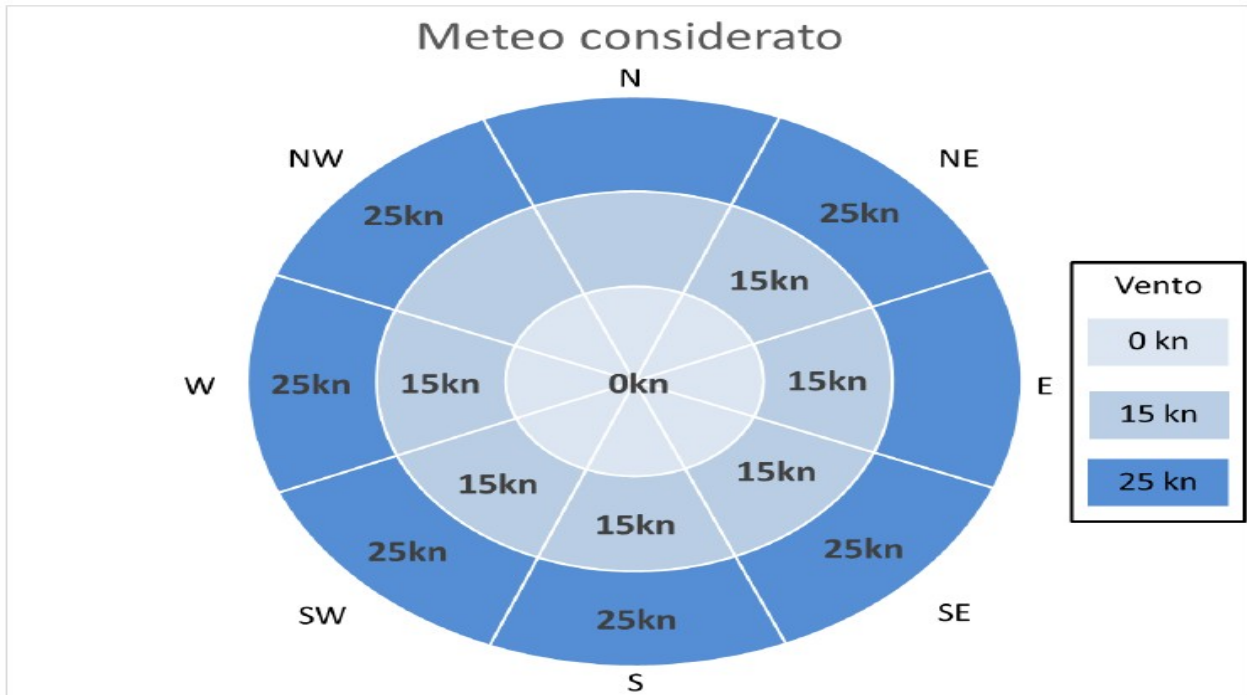 Meteo considerato
N
NW
NE
25kn
25kn
15kn
W
25kn
15kn
0kn
15kn
E
15kn
15kn
15kn
25kn
25kn
SW
25kn
SE
S
Vento
0 kn
15 kn
25 kn